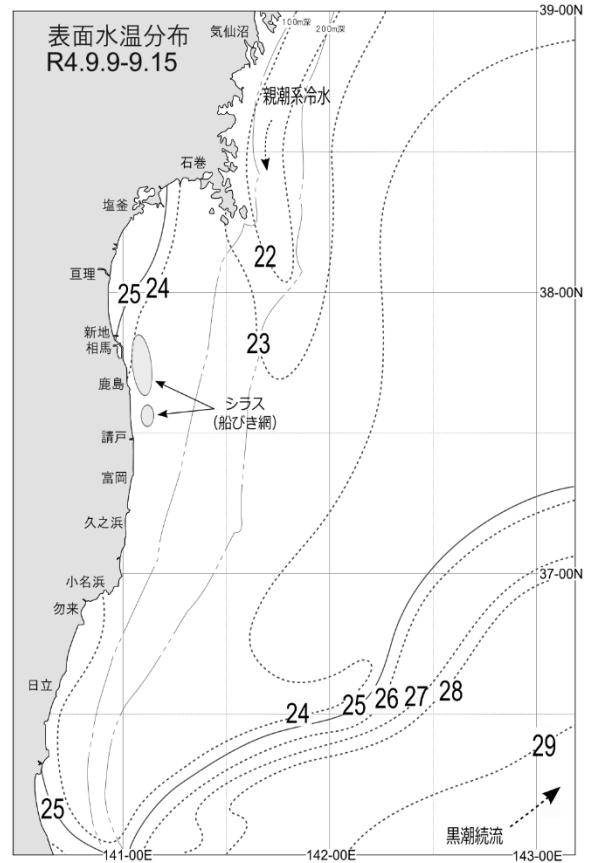 表面水温分布
R4.9.9-9.15
39-00N
気仙沼
100m深
200m深
親潮系冷水
石巻
塩釜
22
亘理
25
24
38-00N
新地
相馬
23
鹿島
シラス
(船びき網)
請戸
富岡
久之浜
37-00N
小名浜
勿来
日立
24
25
26
27
28
29
25
黒潮続流
141-00E
142-00E
143-00E